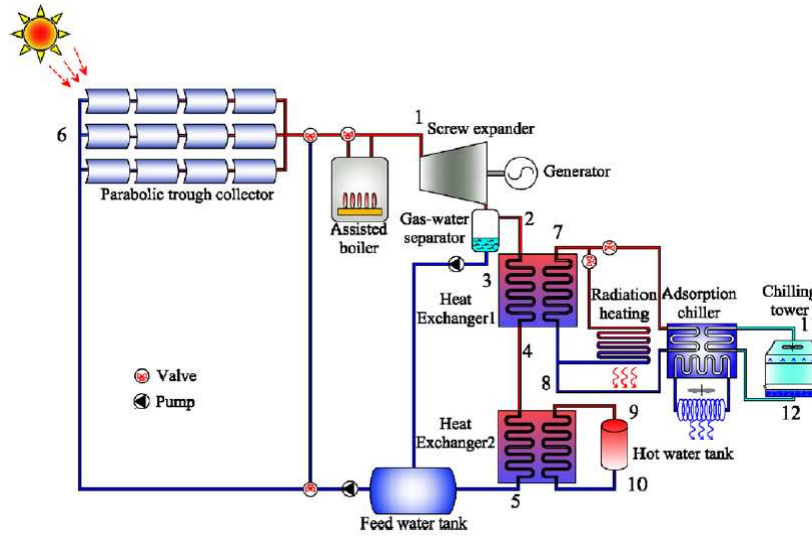 1
Screw expander
6
Generator
Parabolic trough collector
Assisted
boiler
Gas-water
separator
2
7
3
Heat
Exchanger1
Radiation
heating
Adsorption
chiller
Chilling
tower
1
4
8
Valve
Pump
12
Heat
Exchanger2
9
Hot water tank
10
5
Feed water tank